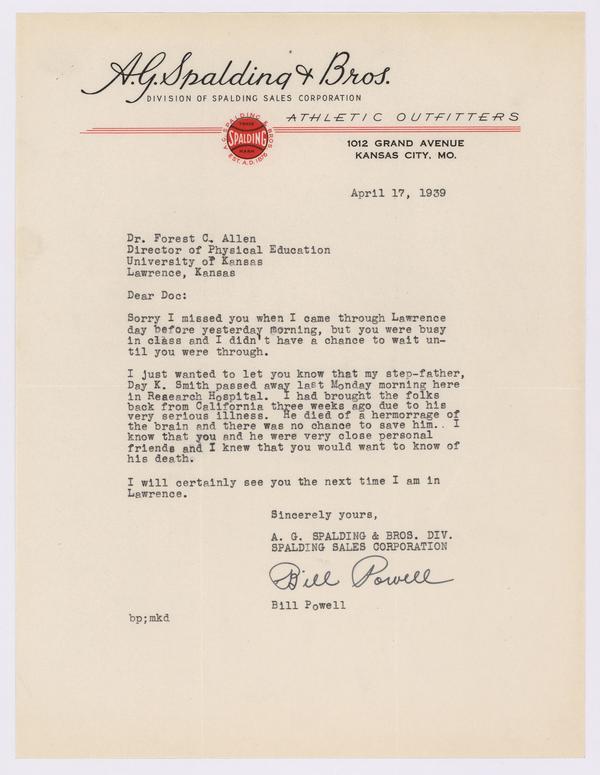 A.G. Spalding & Bros.
DIVISION OF SPALDING SALES CORPORATION
ATHLETIC OUTFITTERS
A.G. SPALDING & BROS
TRADE
SPALDING
MARK
EST. A.D. 1876
1012 GRAND AVENUE
KANSAS CITY, MO.
April 17, 1939
Dr. Forest C. Allen
Director of Physical Education
University of Kansas
Lawrence, Kansas
Dear Doc:
Sorry I missed you when I came through Lawrence
day before yesterday morning, but you were busy
in class and I didn't have a chance to wait un-
til you were through.
I just wanted to let you know that my step-father,
Day K. Smith passed away last Monday morning here
in Research Hospital. I had brought the folks
back from California three weeks ago due to his
very serious illness. He died of a hermorrage of
the brain and there was no chance to save him.. I
know that you and he were very close personal
friends and I knew that you would want to know of
his death.
I will certainly see you the next time I am in
Lawrence.
Sincerely yours,
A. G. SPALDING & BROS. DIV.
SPALDING SALES CORPORATION
Bill Powell
Bill Powell
bp;mkd